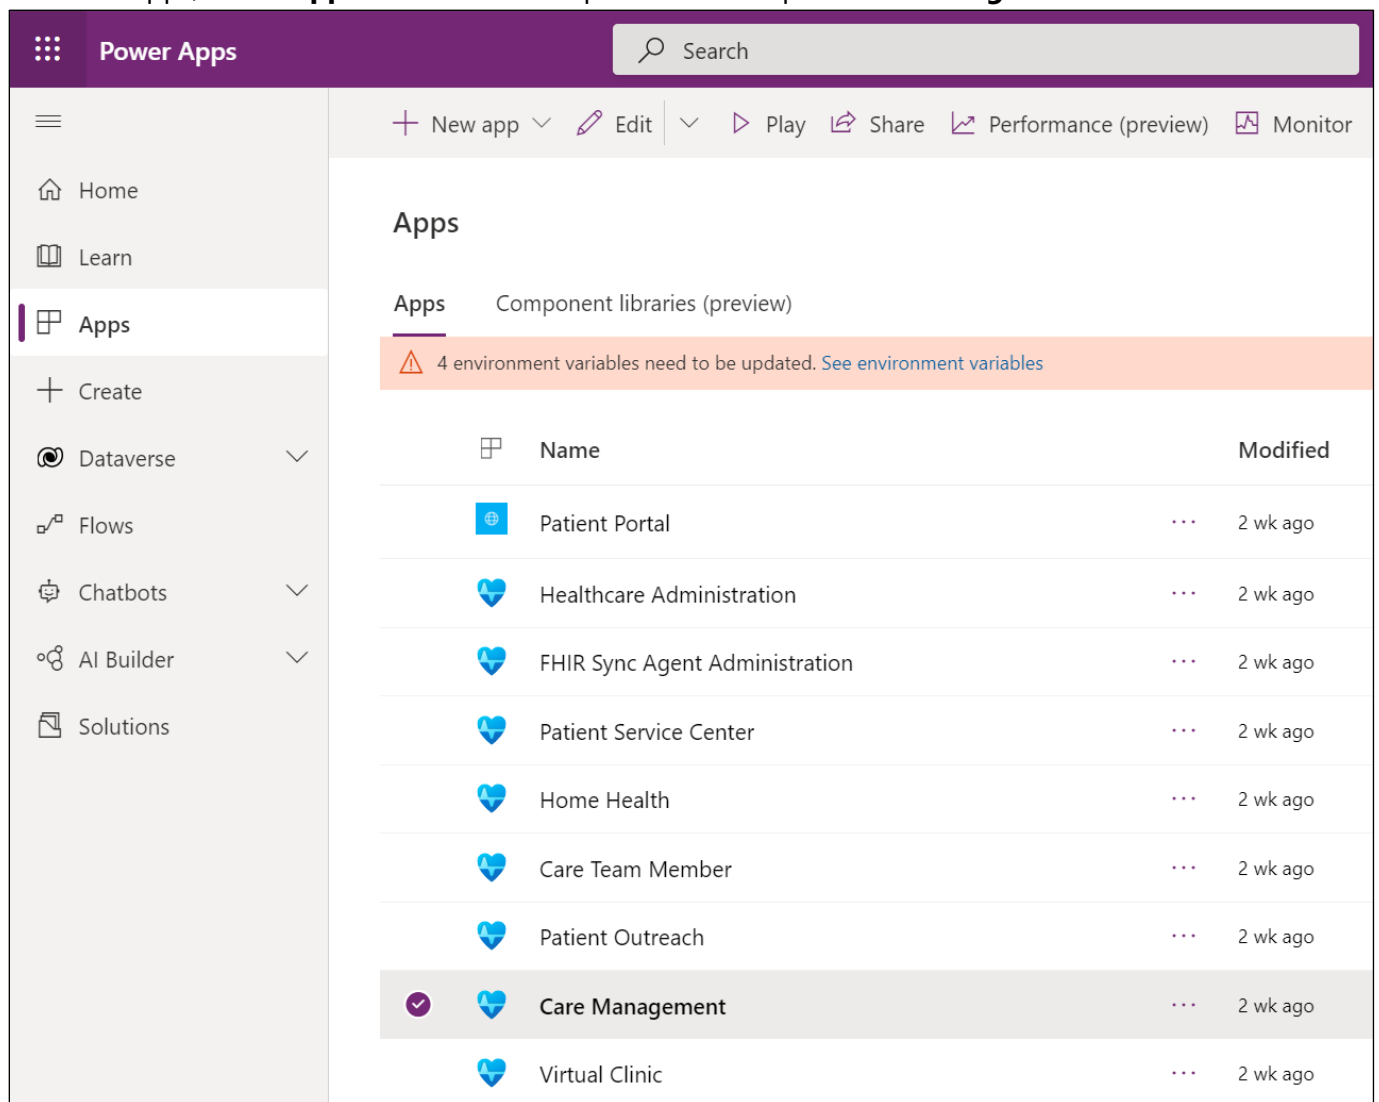 Power Apps
Search
New app
Edit
Play
Share
Performance (preview)
Monitor
Home
Learn
Apps
Create
Dataverse
Flows
Chatbots
AI Builder
Solutions
Apps
Apps
Component libraries (preview)
4 environment variables need to be updated. See environment variables
Name Modified
Patient Portal ... 2 wk ago
Healthcare Administration ... 2 wk ago
FHIR Sync Agent Administration ... 2 wk ago
Patient Service Center ... 2 wk ago
Home Health ... 2 wk ago
Care Team Member ... 2 wk ago
Patient Outreach ... 2 wk ago
Care Management ... 2 wk ago
Virtual Clinic ... 2 wk ago